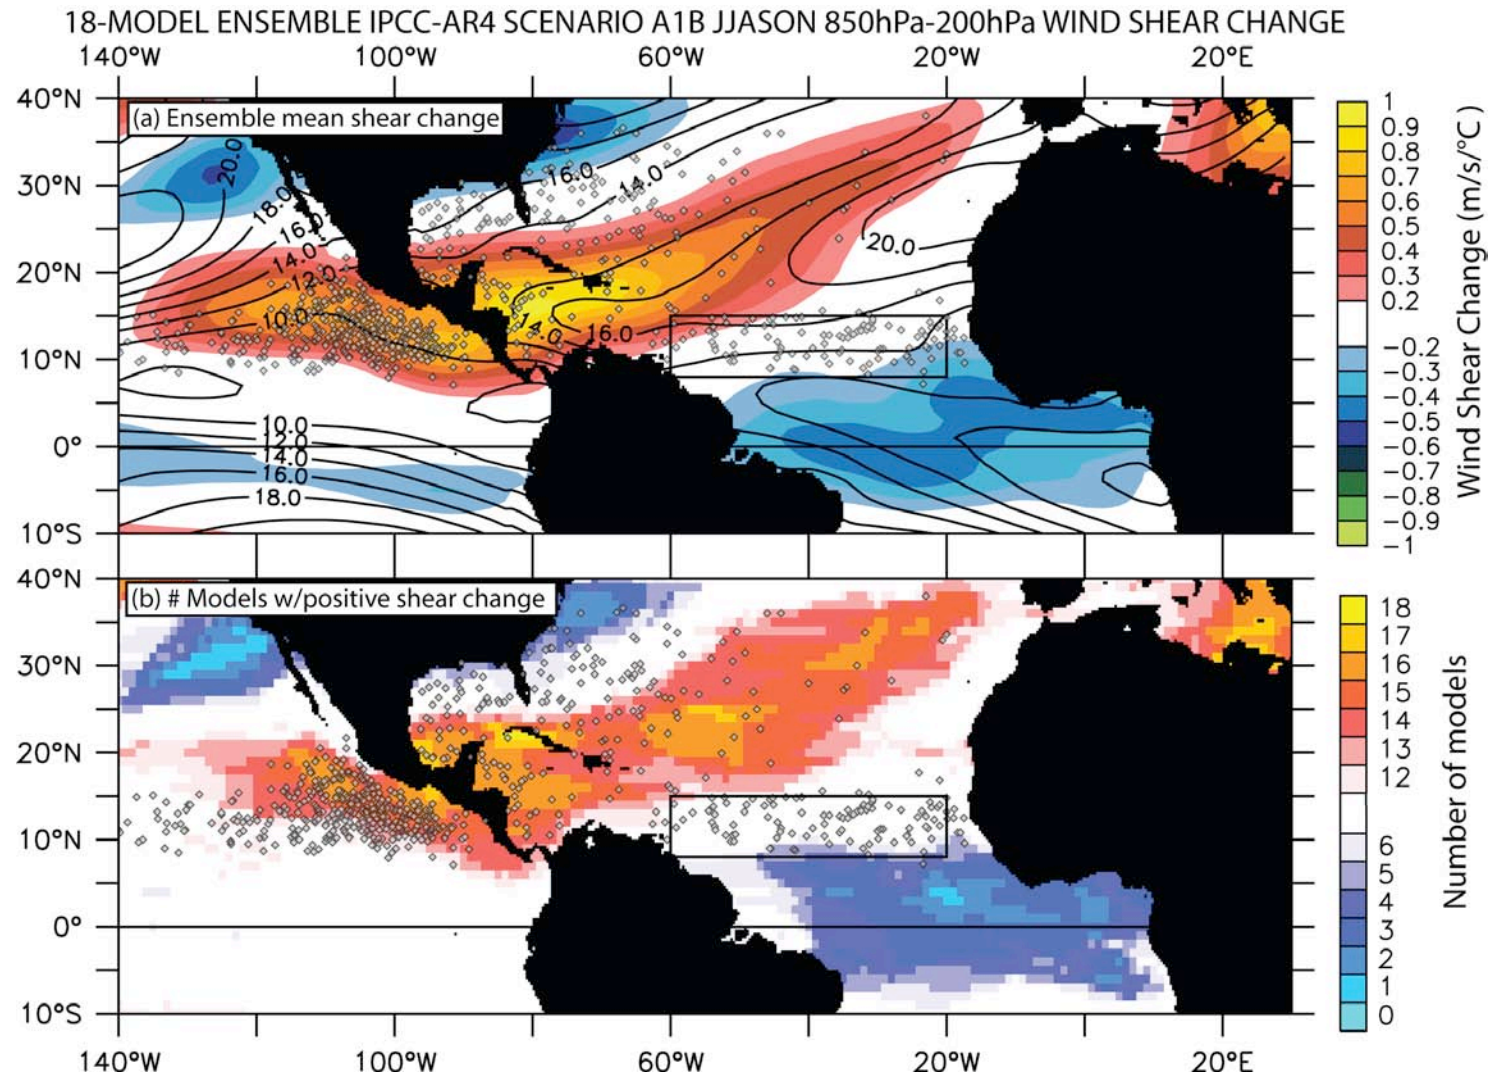 18-MODEL ENSEMBLE IPCC-AR4 SCENARIO A1B JJASON 850hPa-200hPa WIND SHEAR CHANGE
140°W 100°W 60°W 20°W 20°E
(a) Ensemble mean shear change
40°N
30°N
20°N
10°N
0°
10°S
20.0
18.0
16.0
14.0
12.0
10.0
16.0
14.0
20.0
14.0
16.0
10.0
12.0
14.0
16.0
18.0
1
0.9
0.8
0.7
0.6
0.5
0.4
0.3
0.2
−0.2
−0.3
−0.4
−0.5
−0.6
−0.7
−0.8
−0.9
−1
Wind Shear Change (m/s/°C)
(b) # Models w/positive shear change
40°N
30°N
20°N
10°N
0°
10°S
18
17
16
15
14
13
12
6
5
4
3
2
1
0
Number of models
140°W 100°W 60°W 20°W 20°E